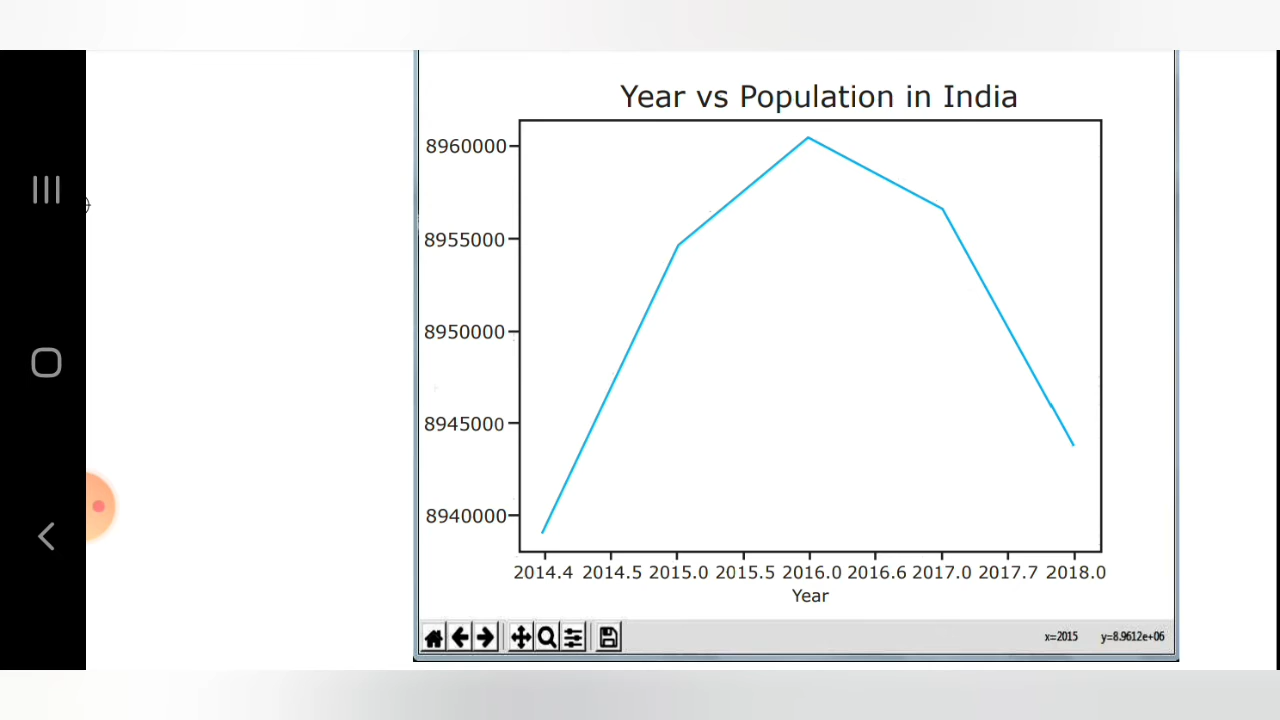 Year vs Population in India
8960000
8955000
8950000
8945000
8940000
2014.4 2014.5 2015.0 2015.5 2016.0 2016.6 2017.0 2017.7 2018.0
Year
x=2015 y=8.9612e+06